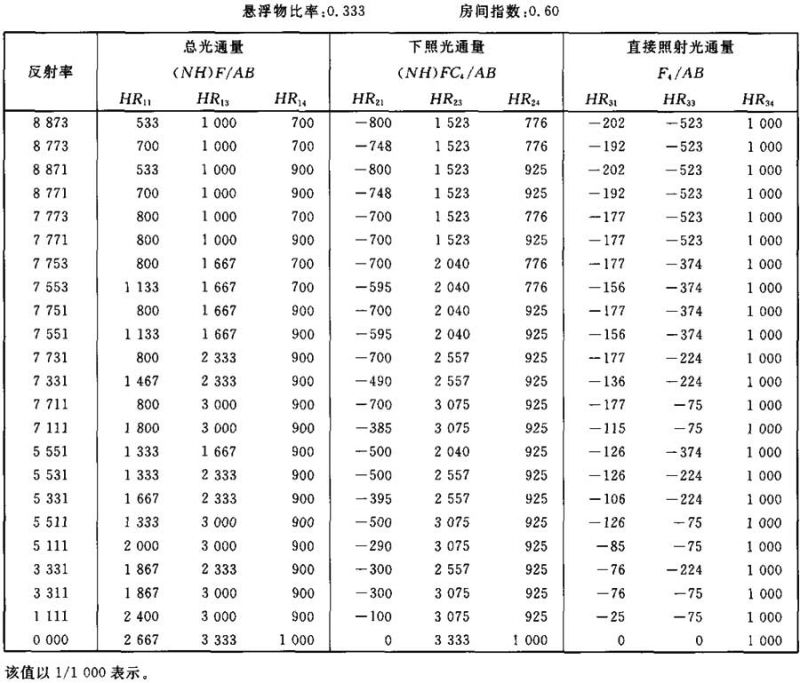 悬浮物比率:0.333 房间指数:0.60
反射率 总光通量 下照光通量 直接照射光通量
(NH)F/AB (NH)FC₄/AB F₄/AB
HR₁₁ HR₁₃ HR₁₄ HR₂₁ HR₂₃ HR₂₄ HR₃₁ HR₃₃ HR₃₄
8 873 533 1 000 700 −800 1 523 776 −202 −523 1 000
8 773 700 1 000 700 −748 1 523 776 −192 −523 1 000
8 871 533 1 000 900 −800 1 523 925 −202 −523 1 000
8 771 700 1 000 900 −748 1 523 925 −192 −523 1 000
7 773 800 1 000 700 −700 1 523 776 −177 −523 1 000
7 771 800 1 000 900 −700 1 523 925 −177 −523 1 000
7 753 800 1 667 700 −700 2 040 776 −177 −374 1 000
7 553 1 133 1 667 700 −595 2 040 776 −156 −374 1 000
7 751 800 1 667 900 −700 2 040 925 −177 −374 1 000
7 551 1 133 1 667 900 −595 2 040 925 −156 −374 1 000
7 731 800 2 333 900 −700 2 557 925 −177 −224 1 000
7 331 1 467 2 333 900 −490 2 557 925 −136 −224 1 000
7 711 800 3 000 900 −700 3 075 925 −177 −75 1 000
7 111 1 800 3 000 900 −385 3 075 925 −115 −75 1 000
5 551 1 333 1 667 900 −500 2 040 925 −126 −374 1 000
5 531 1 333 2 333 900 −500 2 557 925 −126 −224 1 000
5 331 1 667 2 333 900 −395 2 557 925 −106 −224 1 000
5 511 1 333 3 000 900 −500 3 075 925 −126 −75 1 000
5 111 2 000 3 000 900 −290 3 075 925 −85 −75 1 000
3 331 1 867 2 333 900 −300 2 557 925 −76 −224 1 000
3 311 1 867 3 000 900 −300 3 075 925 −76 −75 1 000
1 111 2 400 3 000 900 −100 3 075 925 −25 −75 1 000
0 000 2 667 3 333 1 000 0 3 333 1 000 0 0 1 000
该值以 1/1 000 表示。